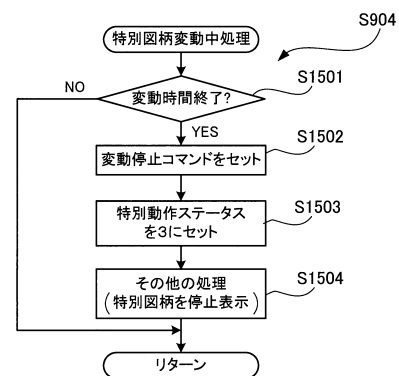 特別図柄変動中処理
S904
NO
変動時間終了?
S1501
YES
変動停止コマンドをセット
S1502
特別動作ステータス
を3にセット
S1503
その他の処理
(特別図柄を停止表示)
S1504
リターン